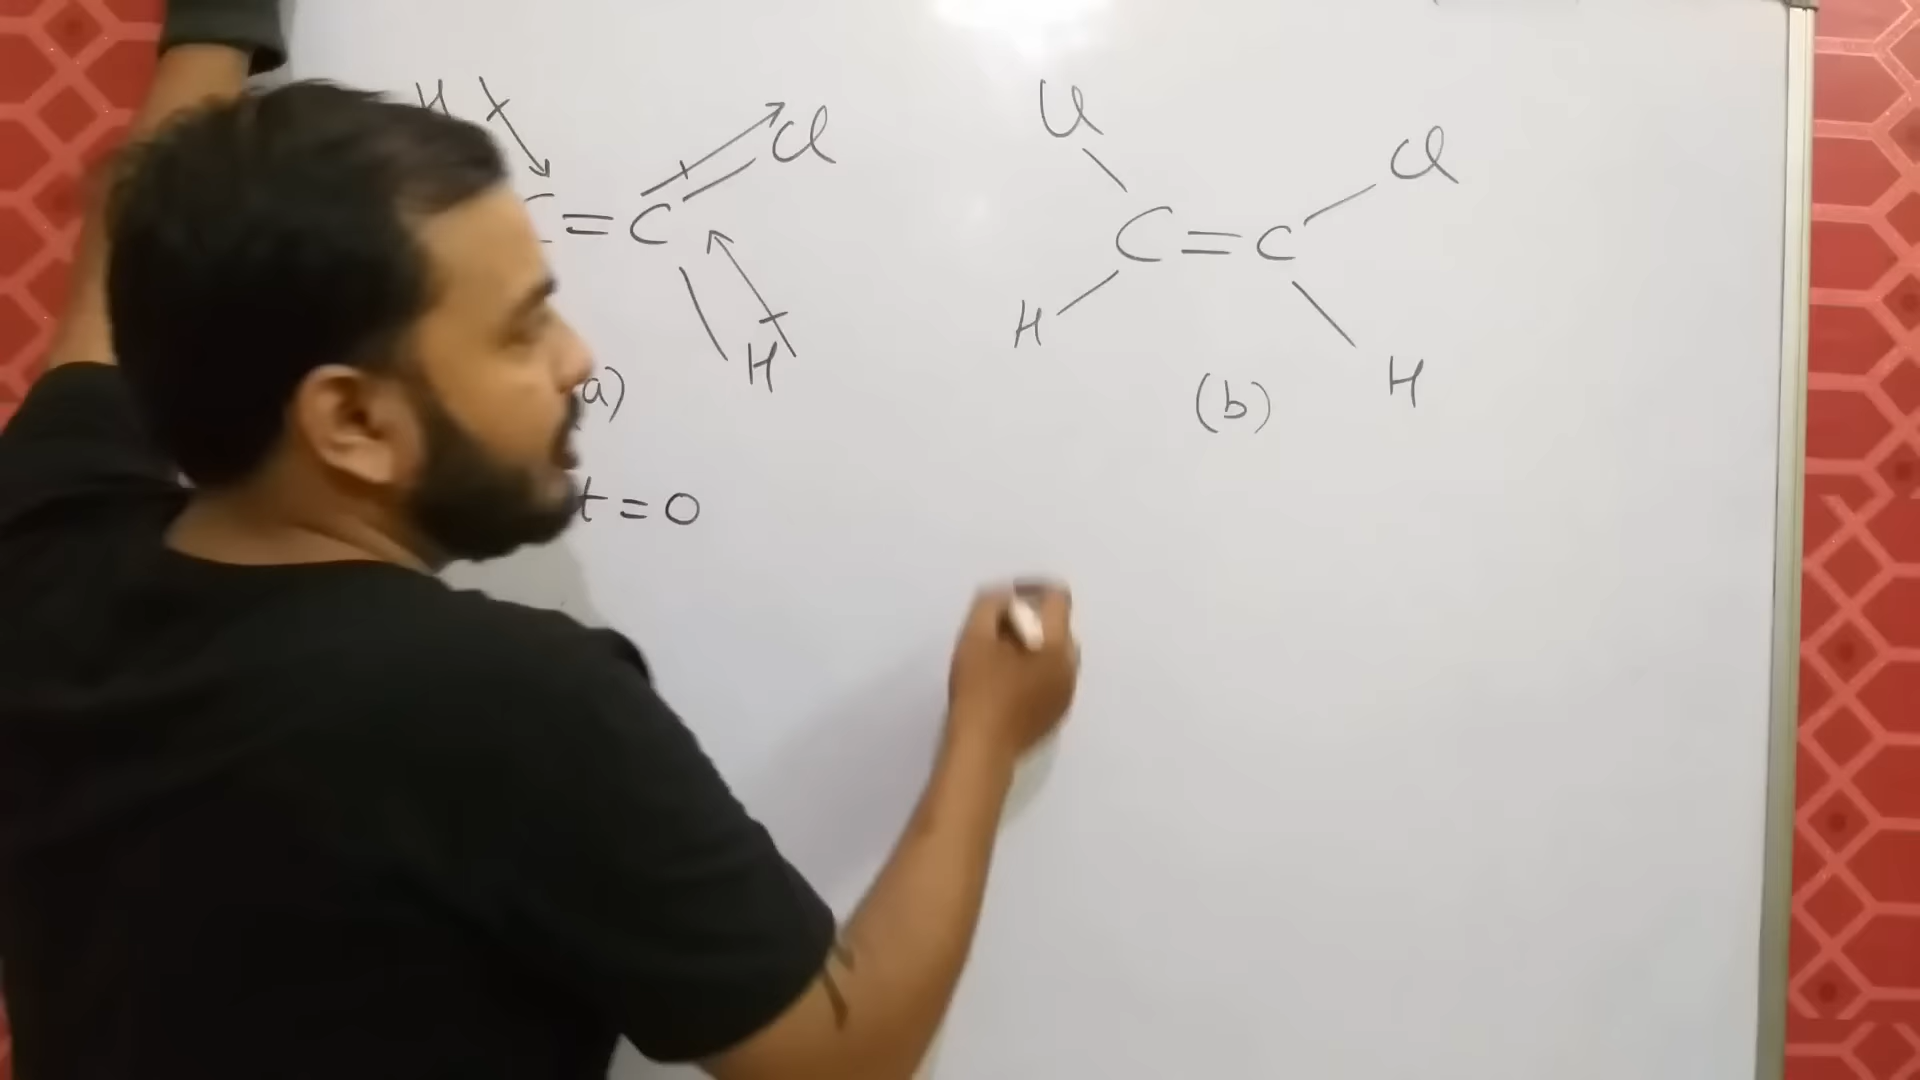 H Cl
C = C
H
(a)
t = 0
Cl Cl
C = C
H H
(b)